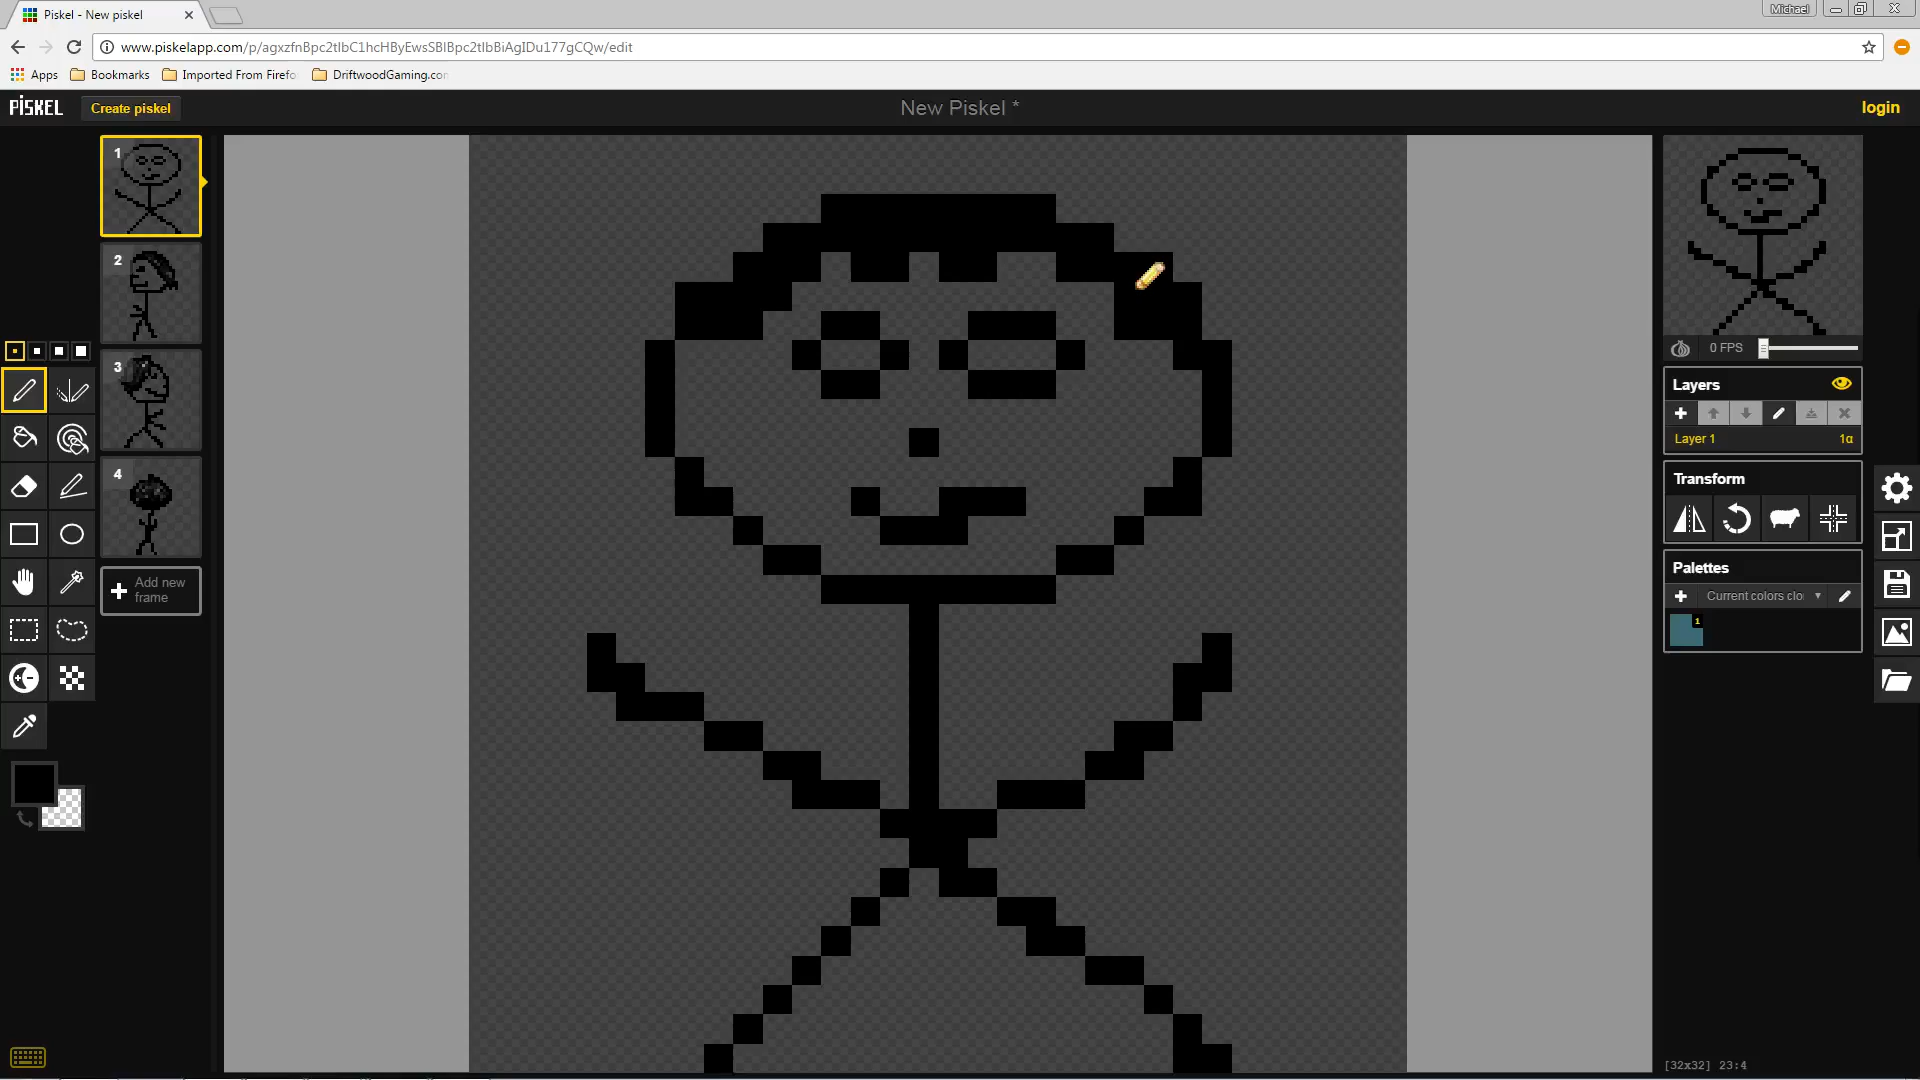 Piskel - New piskel
Michael
www.piskelapp.com/p/agxzfnBpc2tlbC1hcHByEwsSBlBpc2tlbBiAgIDu177gCQw/edit
Apps Bookmarks Imported From Firefo DriftwoodGaming.con
PISKEL Create piskel New Piskel * login
1
2
3
4
Add new
frame
0 FPS
Layers
Layer 1 1α
Transform
Palettes
Current colors clo
1
[32x32] 23:4